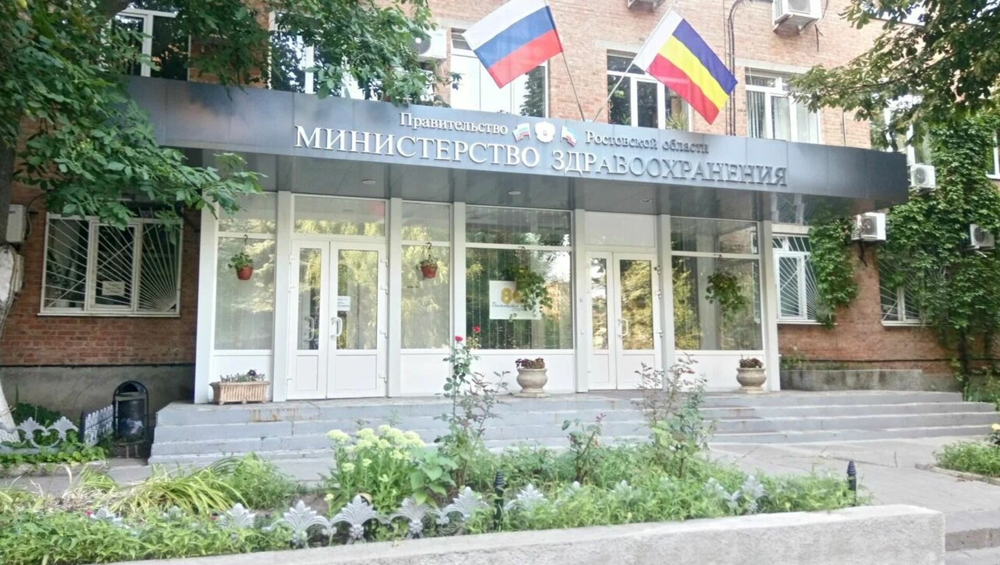 Правительство Ростовской области
МИНИСТЕРСТВО ЗДРАВООХРАНЕНИЯ